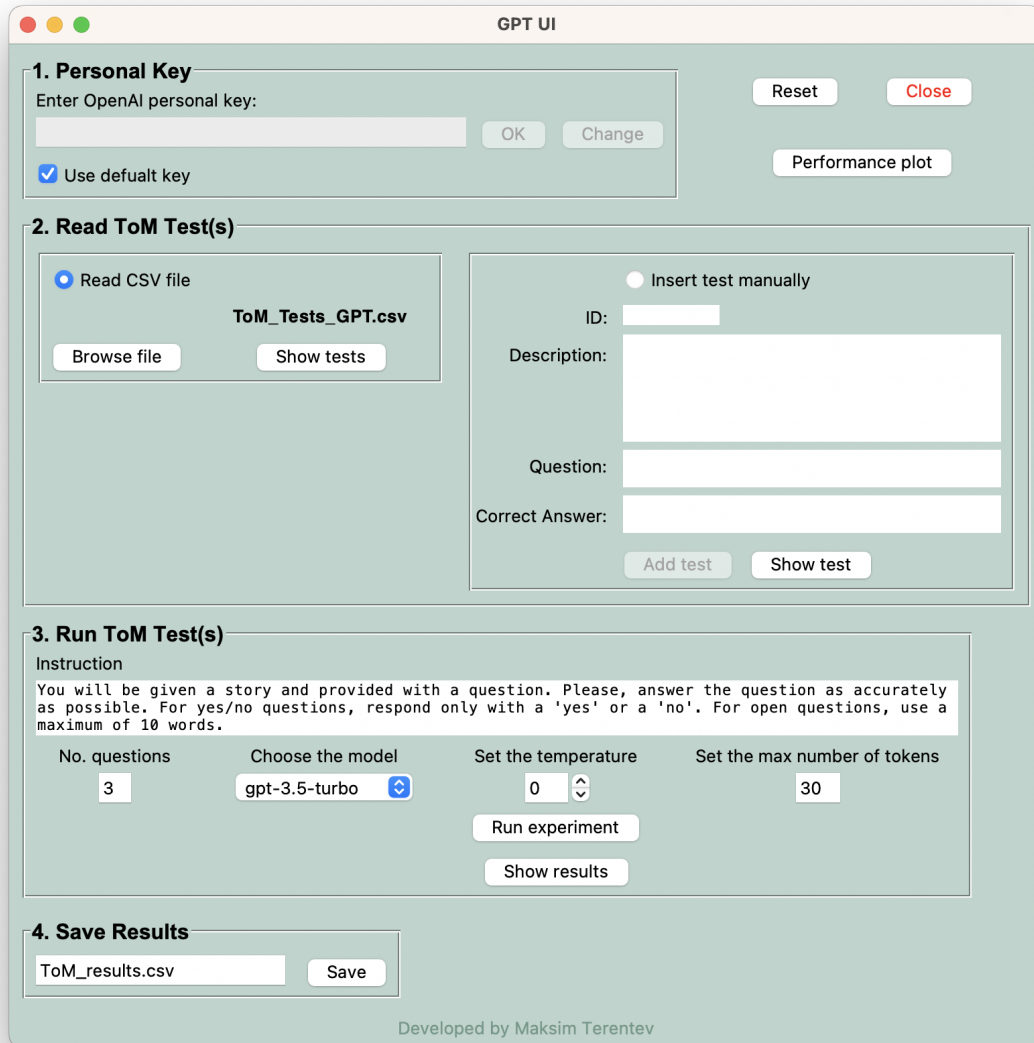 GPT UI
1. Personal Key
Enter OpenAI personal key:
OK
Change
Use defualt key
Reset
Close
Performance plot
2. Read ToM Test(s)
Read CSV file
ToM_Tests_GPT.csv
Browse file
Show tests
Insert test manually
ID:
Description:
Question:
Correct Answer:
Add test
Show test
3. Run ToM Test(s)
Instruction
You will be given a story and provided with a question. Please, answer the question as accurately
as possible. For yes/no questions, respond only with a 'yes' or a 'no'. For open questions, use a
maximum of 10 words.
No. questions
3
Choose the model
gpt-3.5-turbo
Set the temperature
0
Set the max number of tokens
30
Run experiment
Show results
4. Save Results
ToM_results.csv
Save
Developed by Maksim Terentev